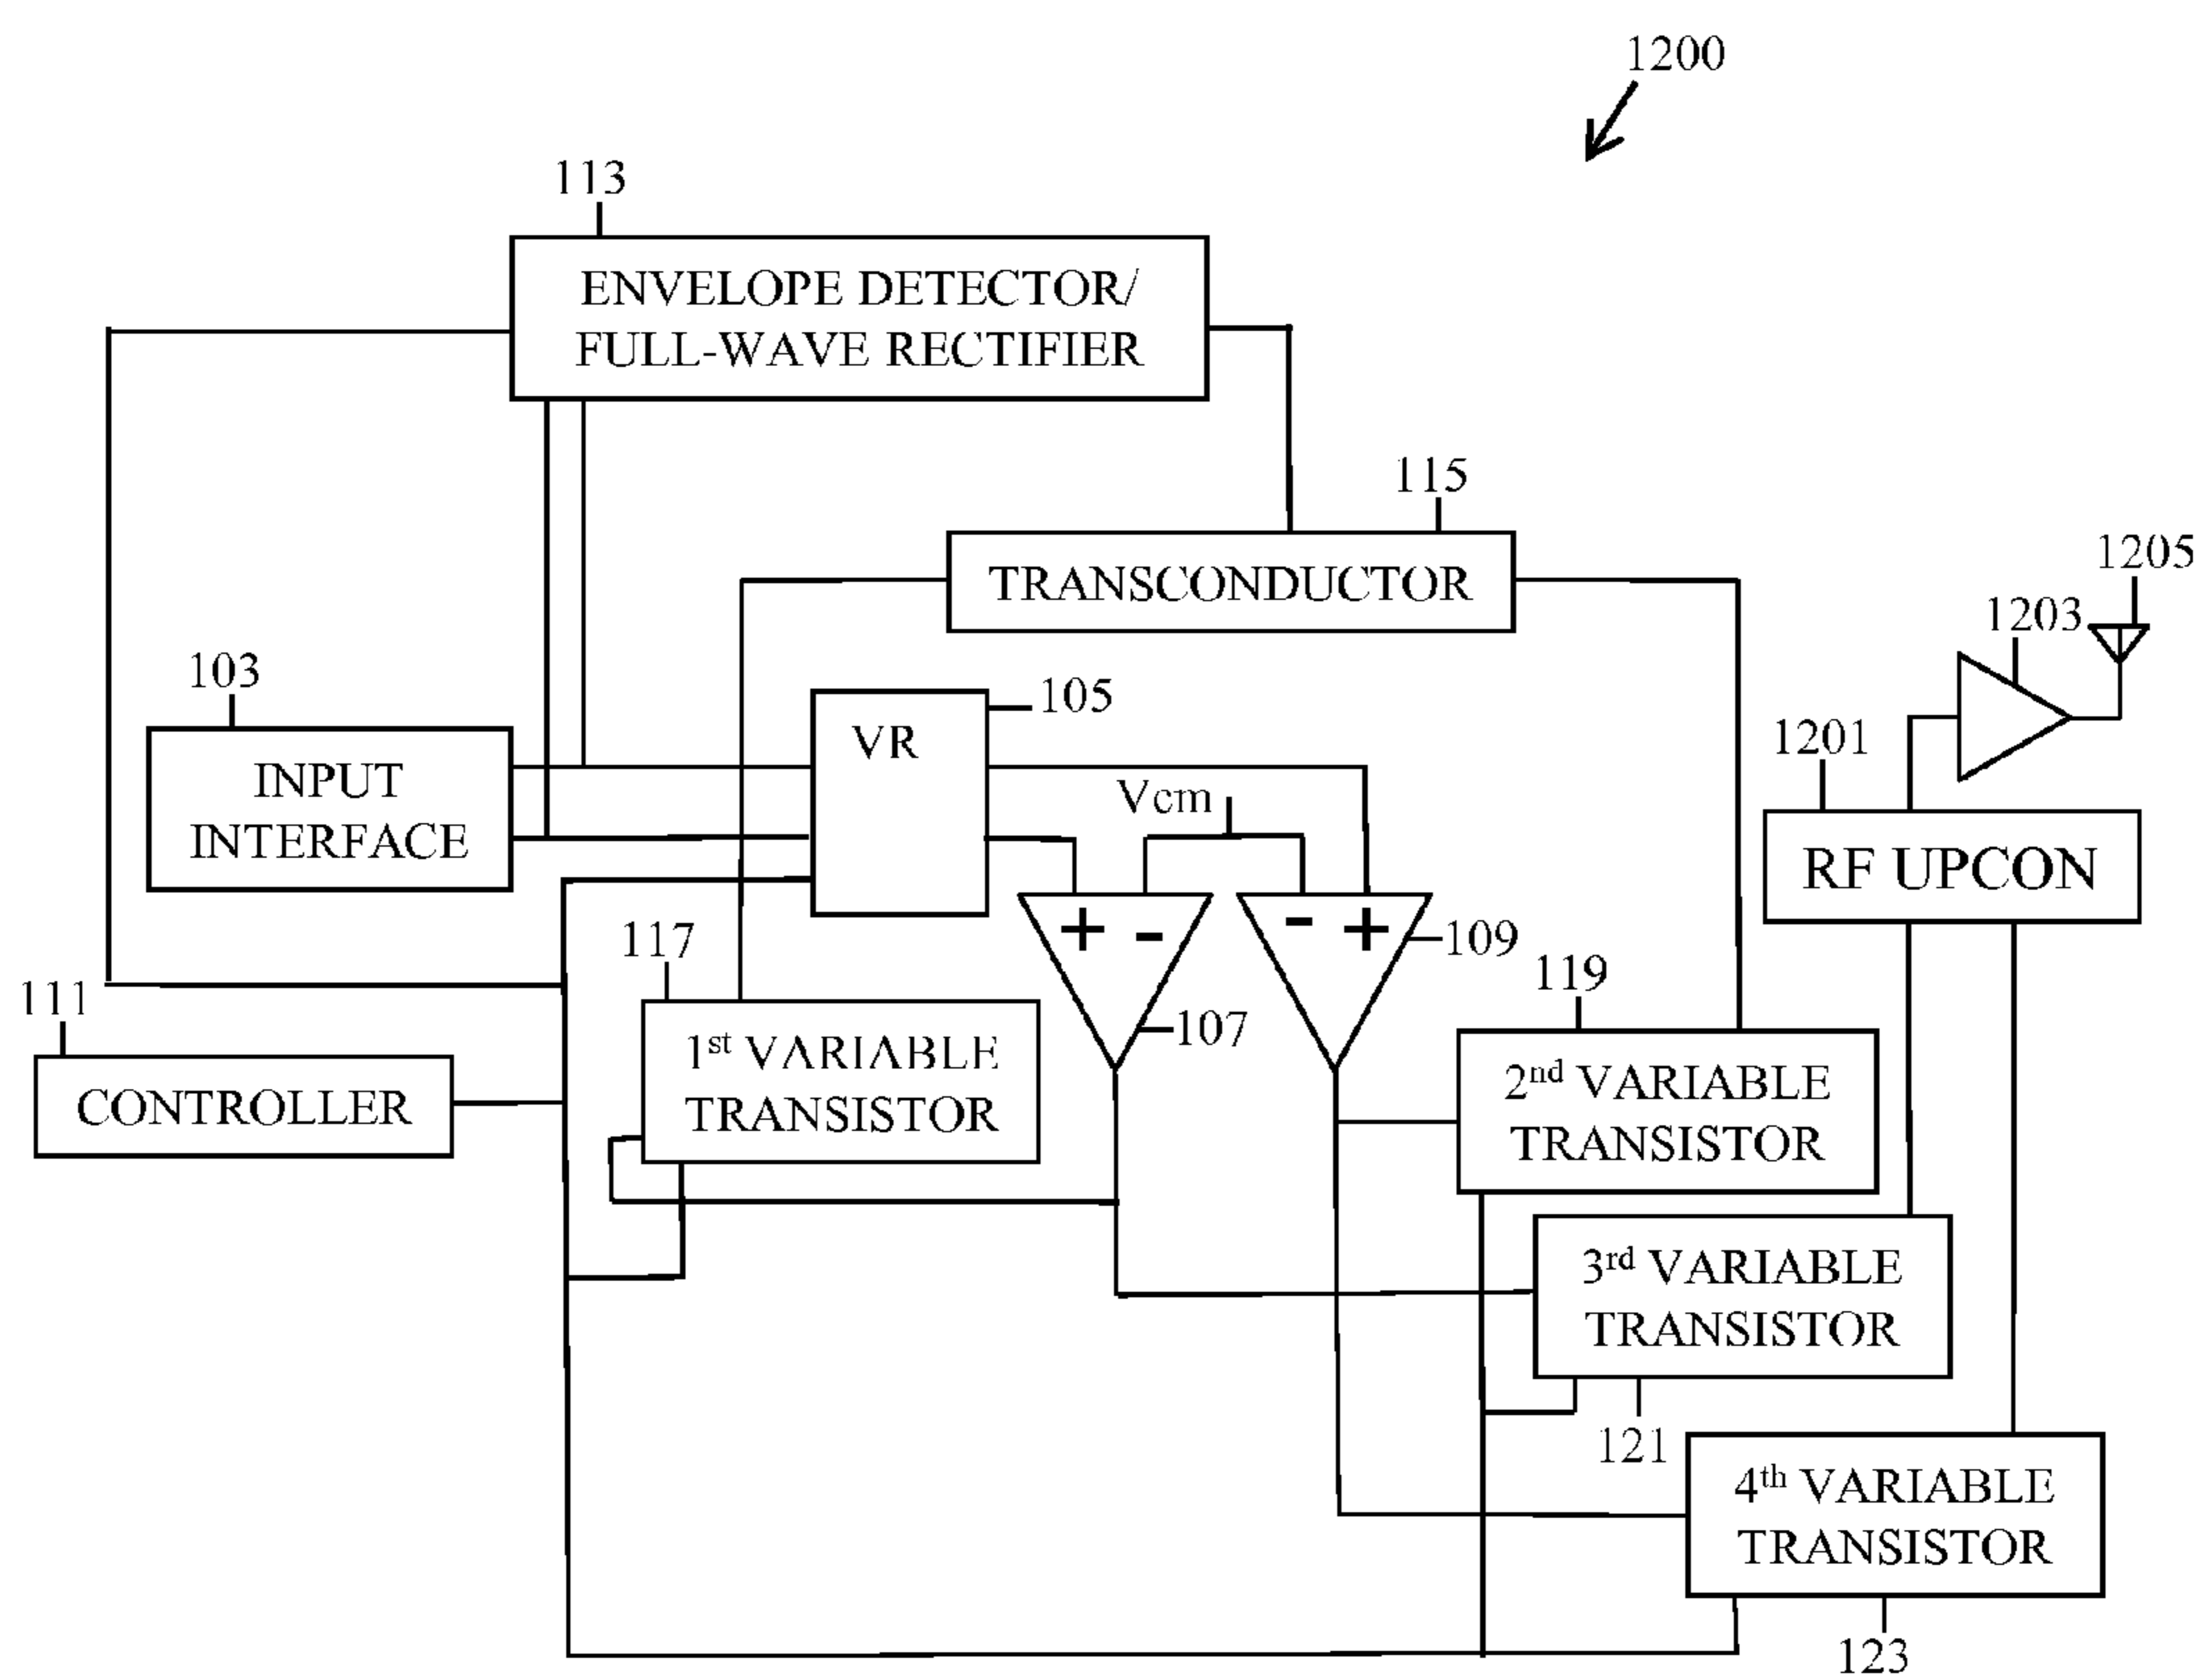 1200
113
ENVELOPE DETECTOR/
FULL-WAVE RECTIFIER
115
TRANSCONDUCTOR
1205
1203
103
INPUT
INTERFACE
105
VR
Vcm
1201
RF UPCON
+ -
- +
109
107
117
1st VARIABLE
TRANSISTOR
119
2nd VARIABLE
TRANSISTOR
111
CONTROLLER
3rd VARIABLE
TRANSISTOR
121
4th VARIABLE
TRANSISTOR
123